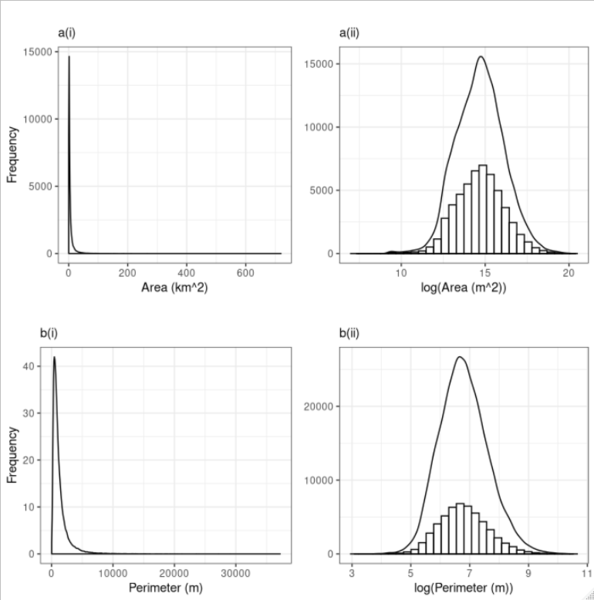 a(i)
15000
10000
5000
0
Frequency
0 200 400 600
Area (km^2)
a(ii)
15000
10000
5000
0
10 15 20
log(Area (m^2))
b(i)
40
30
20
10
0
Frequency
0 10000 20000 30000
Perimeter (m)
b(ii)
20000
10000
0
3 5 7 9 11
log(Perimeter (m))